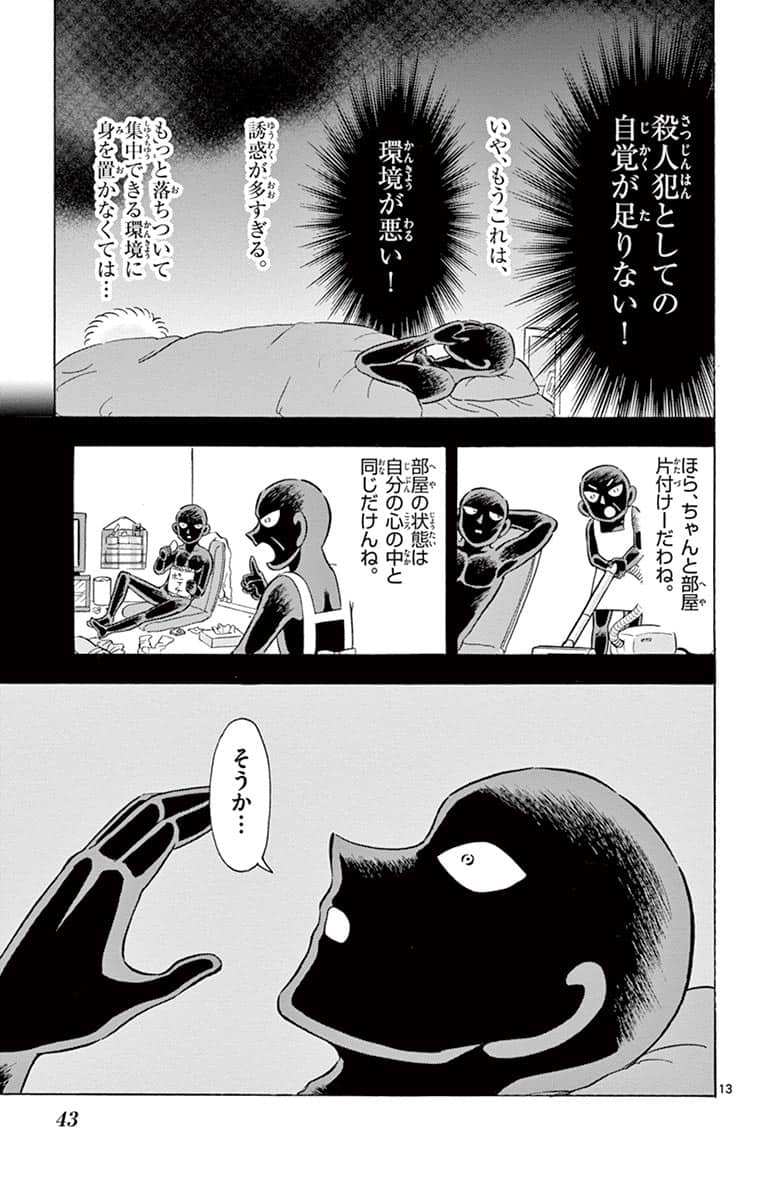 殺人犯としての
自覚が足りない！
いや、もうこれは、
環境が悪い！
誘惑が多すぎる。
もっと落ちついて
集中できる環境に
身を置かなくては…
ほら、ちゃんと部屋
片付けーだわね。
部屋の状態は
自分の心の中と
同じだけんね。
そうか…
13
43